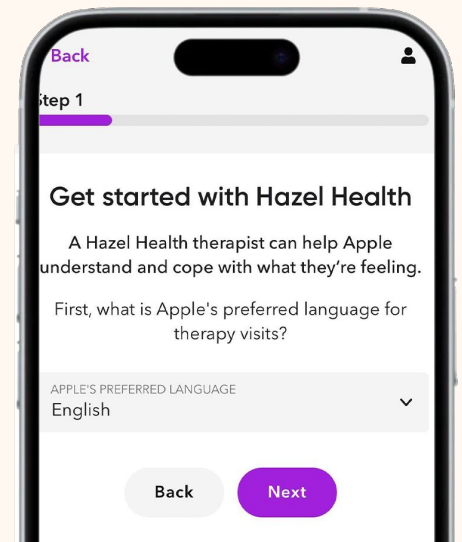 Back
Step 1
Get started with Hazel Health
A Hazel Health therapist can help Apple
understand and cope with what they're feeling.
First, what is Apple's preferred language for
therapy visits?
APPLE'S PREFERRED LANGUAGE
English
Back
Next